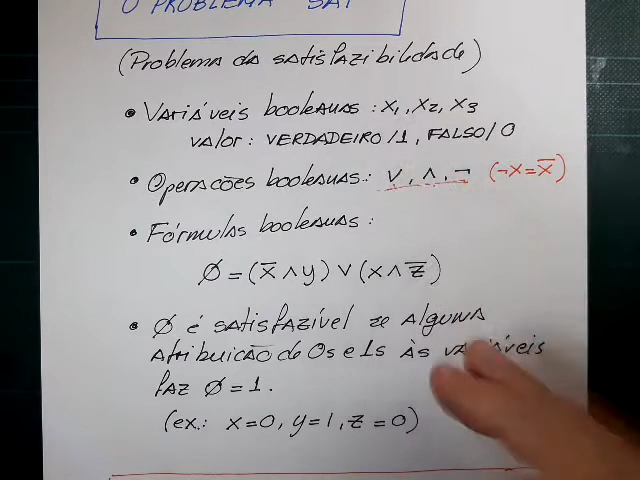 O PROBLEMA SAT
(Problema da satisfazibilidade)
• Variáveis booleanas : x₁, x₂, x₃
valor : VERDADEIRO/1, FALSO/0
• Operações booleanas: ∨, ∧, ¬ (¬x = x̅)
• Fórmulas booleanas :
Ø = (x̅ ∧ y) ∨ (x ∧ z̅)
• Ø é satisfazível se alguma
atribuição de 0s e 1s às variáveis
faz Ø = 1.
(ex.: x = 0, y = 1, z = 0)